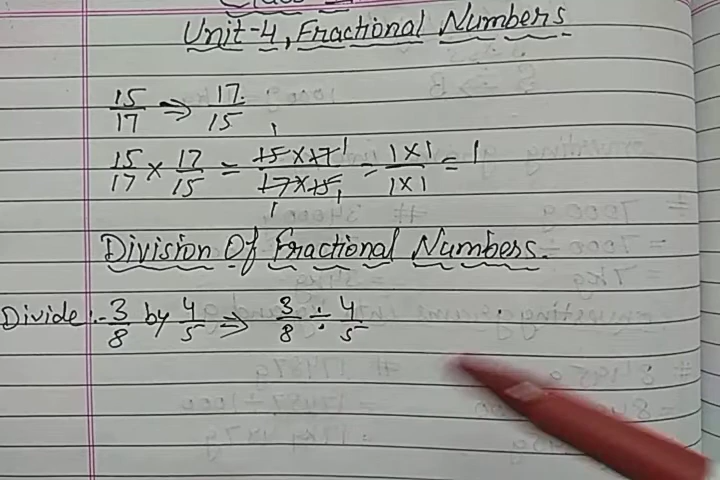 Unit-4, Fractional Numbers
15/17 ⇒ 17/15
15/17 × 17/15 = 15×17/17×15 = 1×1/1×1 = 1
Division Of Fractional Numbers.
Divide:- 3/8 by 4/5 ⇒ 3/8 ÷ 4/5